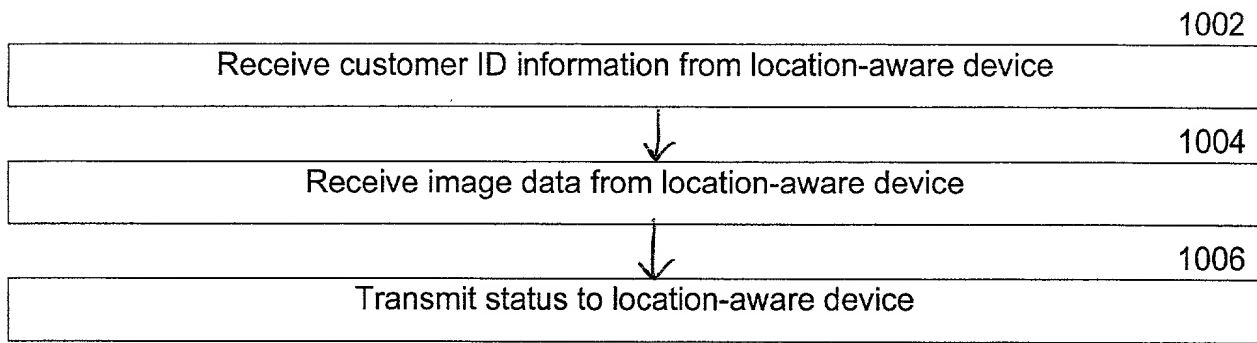 1002
Receive customer ID information from location-aware device
1004
Receive image data from location-aware device
1006
Transmit status to location-aware device